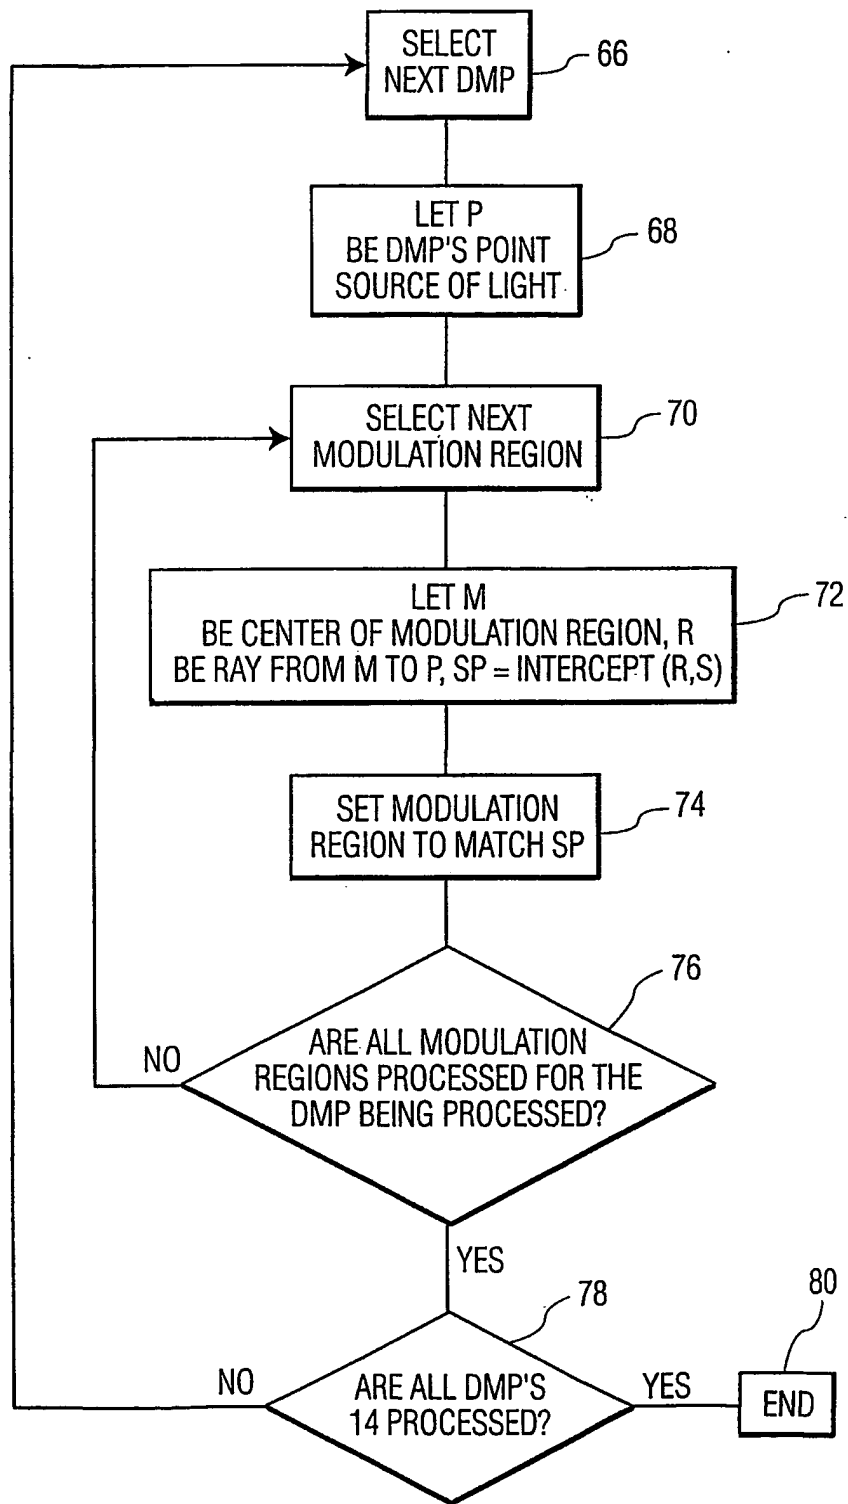 SELECT
NEXT DMP
66
LET P
BE DMP'S POINT
SOURCE OF LIGHT
68
SELECT NEXT
MODULATION REGION
70
LET M
BE CENTER OF MODULATION REGION, R
BE RAY FROM M TO P, SP = INTERCEPT (R,S)
72
SET MODULATION
REGION TO MATCH SP
74
76
ARE ALL MODULATION
REGIONS PROCESSED FOR THE
DMP BEING PROCESSED?
NO
YES
78
ARE ALL DMP'S
14 PROCESSED?
NO
YES
80
END